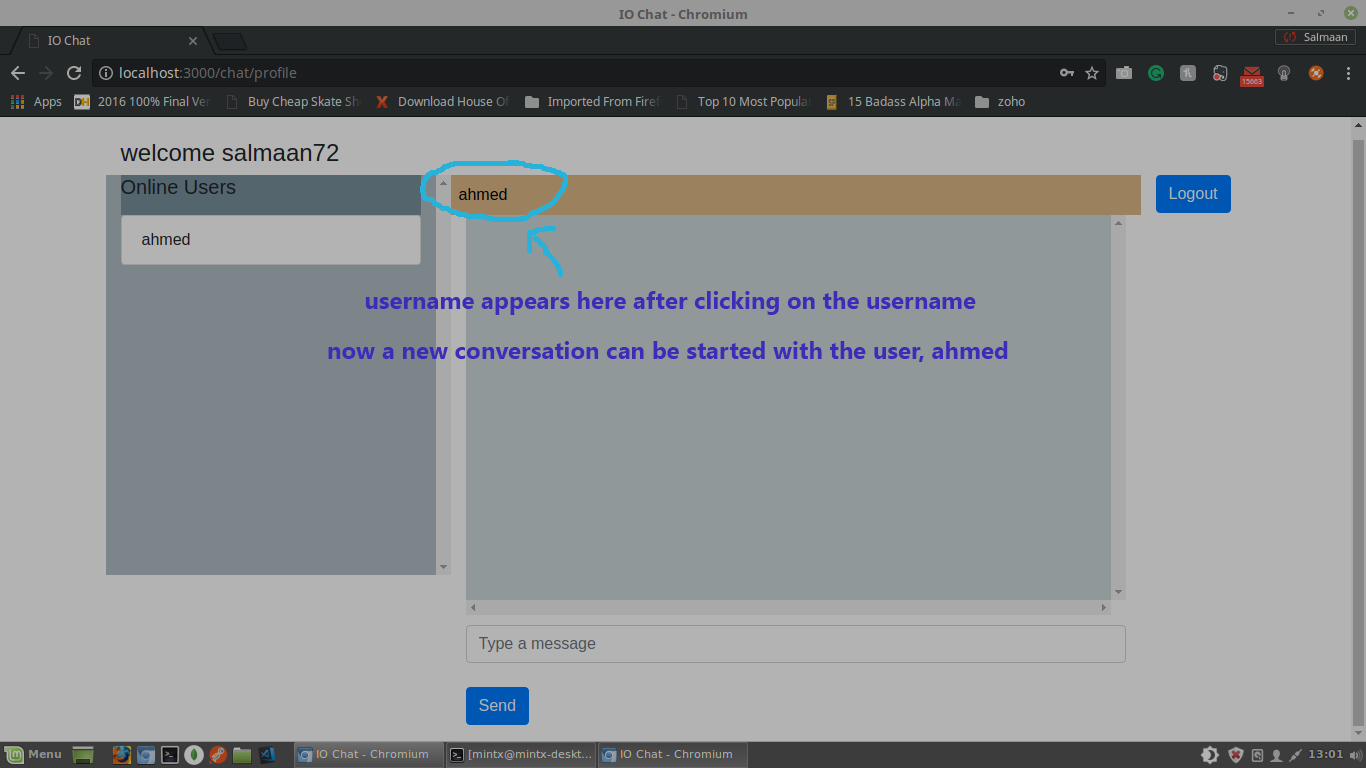 IO Chat - Chromium
IO Chat
Salmaan
localhost:3000/chat/profile
15663
Apps
2016 100% Final Ver
Buy Cheap Skate Sh
Download House Of
Imported From Firef
Top 10 Most Popula
15 Badass Alpha Ma
zoho
welcome salmaan72
Online Users
ahmed
ahmed
Logout
username appears here after clicking on the username
now a new conversation can be started with the user, ahmed
Type a message
Send
Menu
IO Chat - Chromium
[mintx@mintx-deskt...
IO Chat - Chromium
13:01